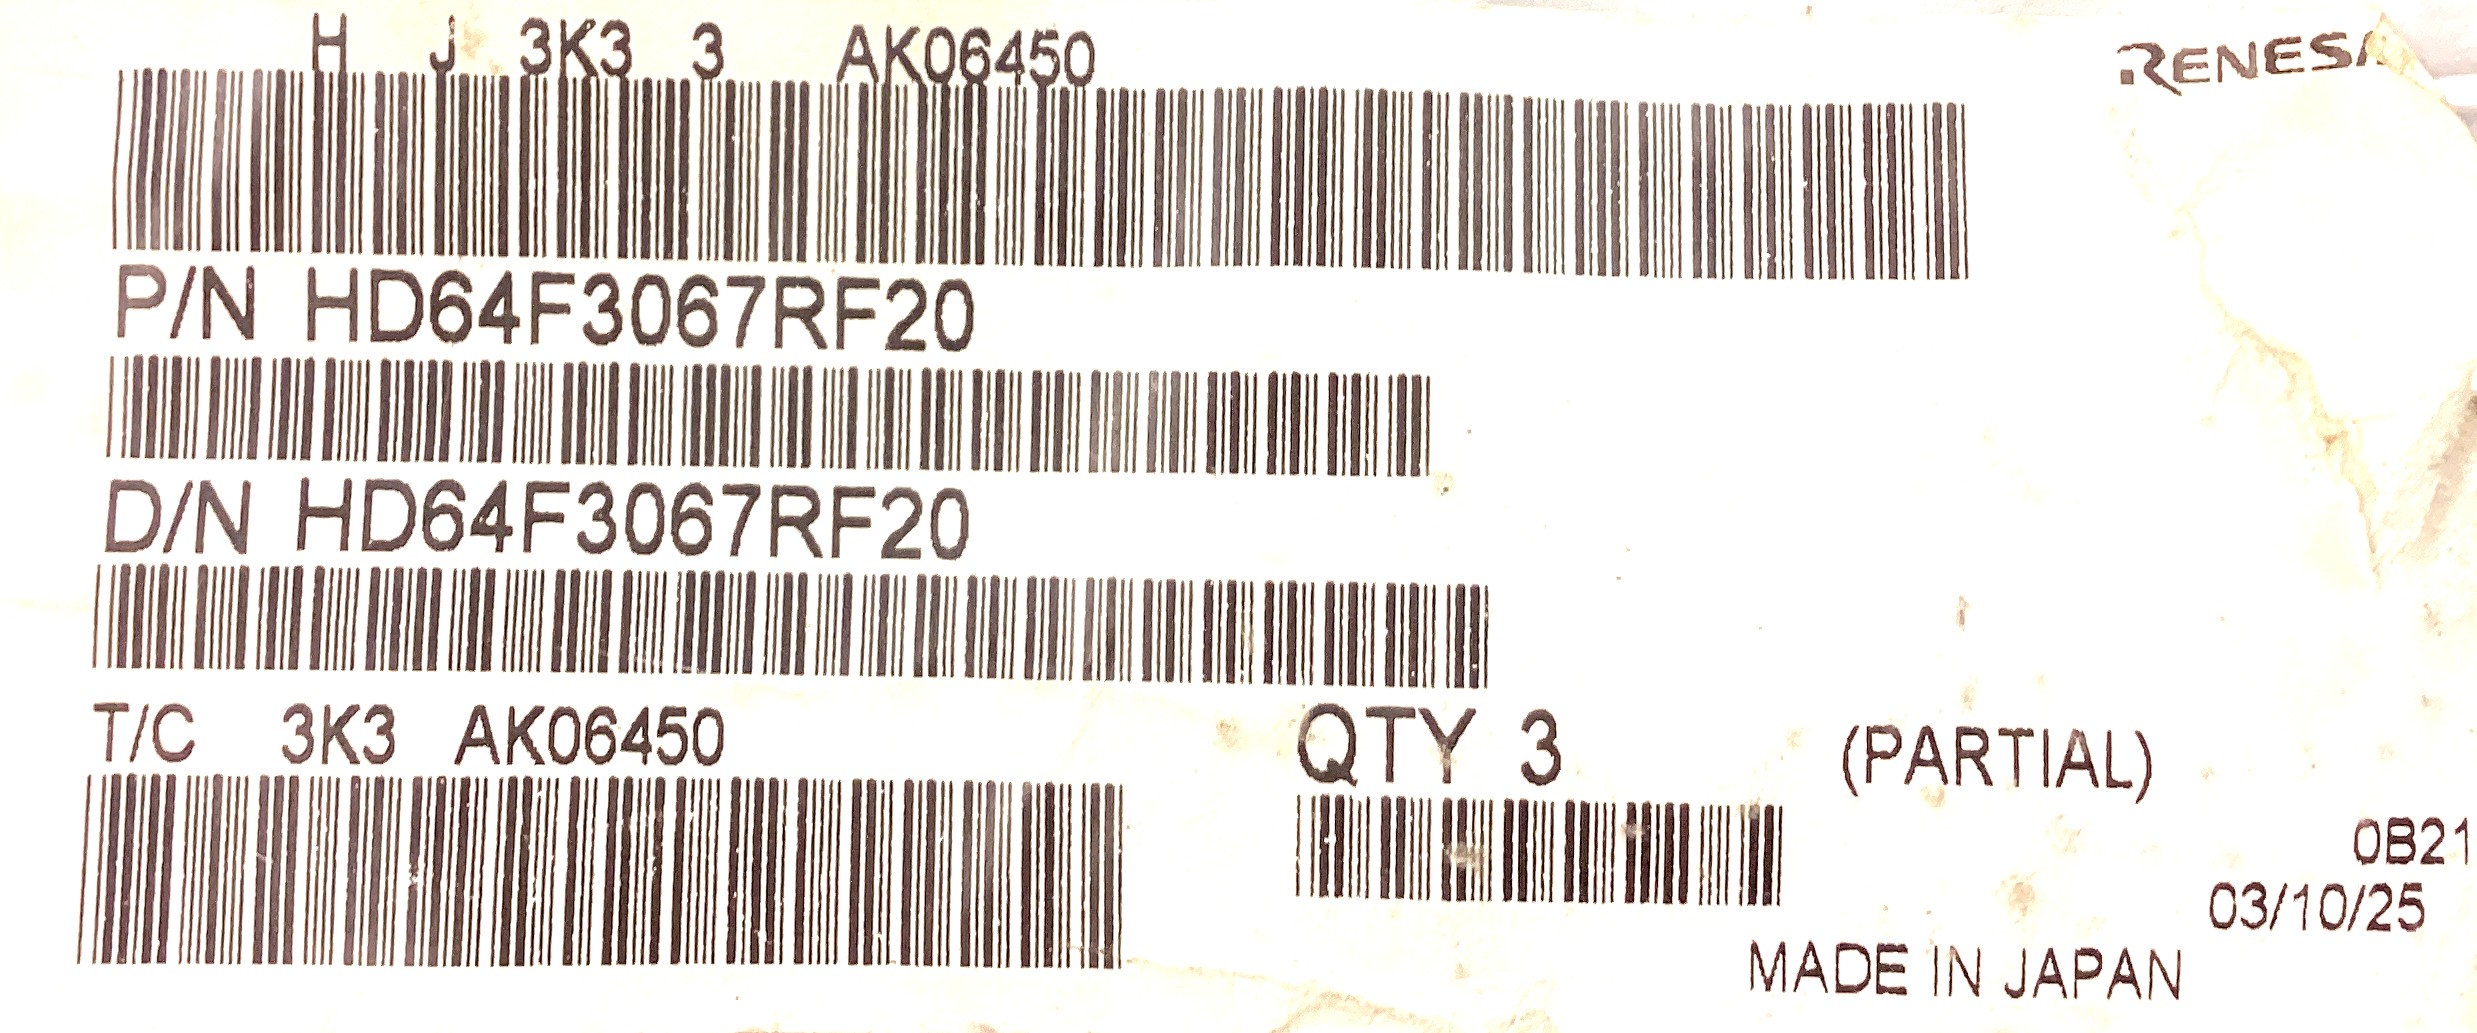 H J 3K3 3 AK06450
RENESA
P/N HD64F3067RF20
D/N HD64F3067RF20
T/C 3K3 AK06450
QTY 3 (PARTIAL)
0B21
03/10/25
MADE IN JAPAN